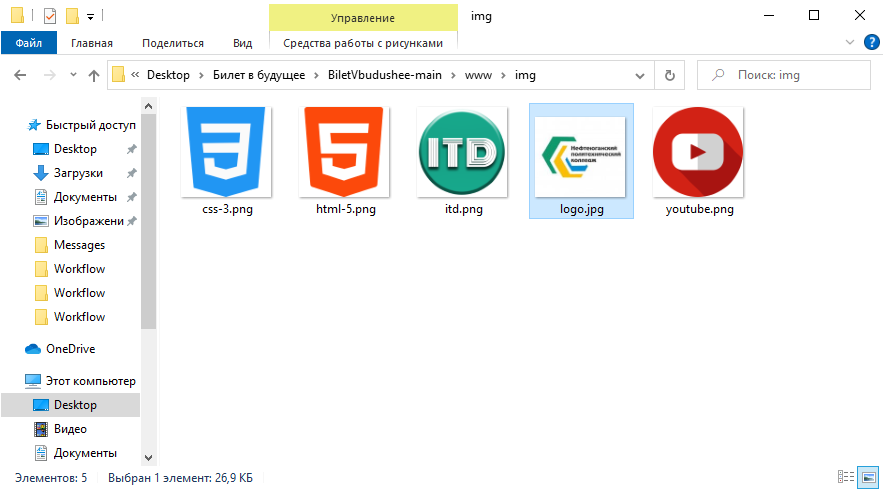 Управление
img
Файл
Главная
Поделиться
Вид
Средства работы с рисунками
?
« Desktop > Билет в будущее > BiletVbudushee-main > www > img
Поиск: img
Быстрый доступ
Desktop
Загрузки
Документы
Изображени
Messages
Workflow
Workflow
Workflow
OneDrive
Этот компьютер
Desktop
Видео
Документы
3
css-3.png
5
html-5.png
ITD
itd.png
Нефтеюганский
политехнический
колледж
logo.jpg
youtube.png
Элементов: 5
Выбран 1 элемент: 26,9 КБ